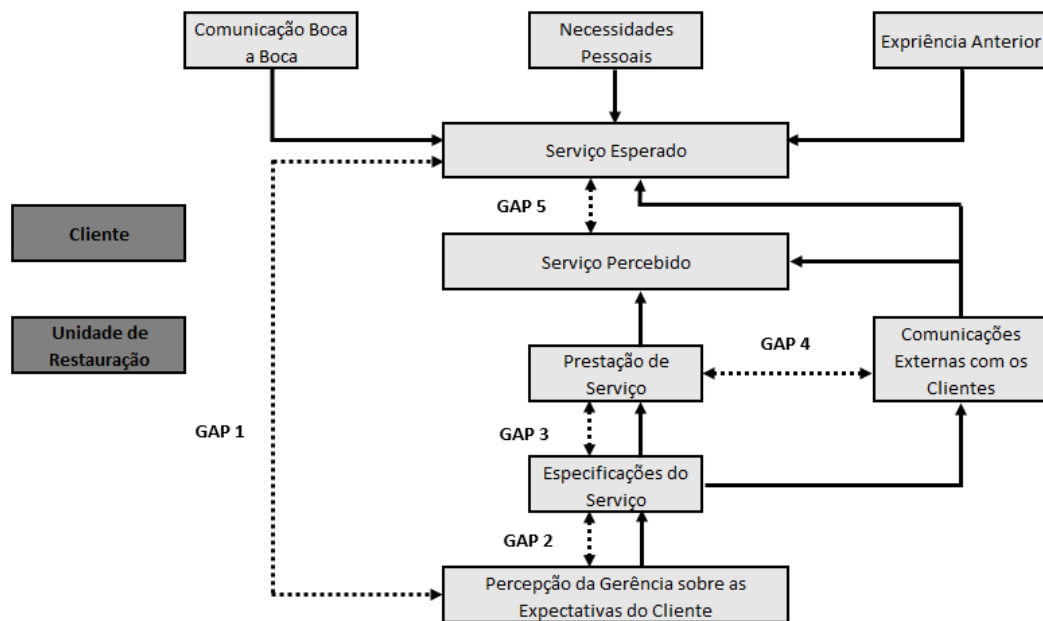 Comunicação Boca
a Boca
Necessidades
Pessoais
Expriência Anterior
Serviço Esperado
GAP 5
Cliente
Serviço Percebido
Unidade de
Restauração
Prestação de
Serviço
GAP 4
Comunicações
Externas com os
Clientes
GAP 1
GAP 3
Especificações do
Serviço
GAP 2
Percepção da Gerência sobre as
Expectativas do Cliente